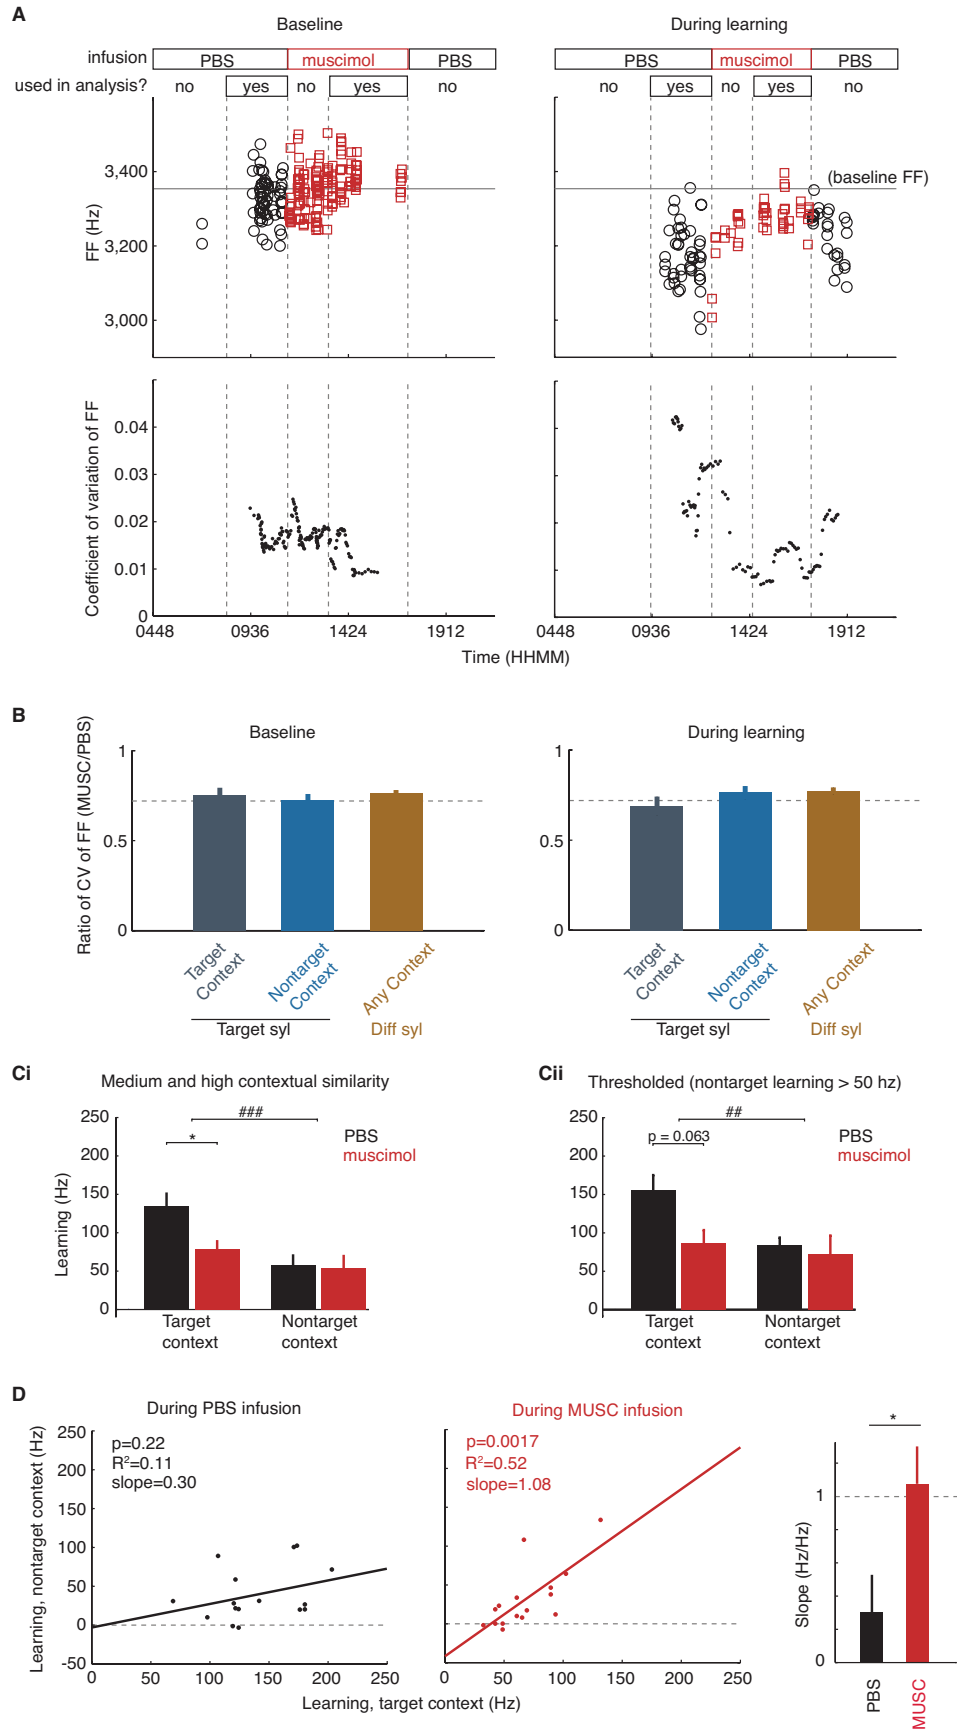 A
Baseline
During learning
infusion
PBS
muscimol
PBS
PBS
muscimol
PBS
used in analysis?
no
yes
no
yes
no
no
yes
no
yes
no
FF (Hz)
3,400
3,200
3,000
(baseline FF)
Coefficient of variation of FF
0.04
0.03
0.02
0.01
0
0448
0936
1424
1912
0448
0936
1424
1912
Time (HHMM)
B
Baseline
During learning
Ratio of CV of FF (MUSC/PBS)
1
0.5
0
1
0.5
0
Target Context
Nontarget Context
Any Context
Target syl
Diff syl
Target Context
Nontarget Context
Any Context
Target syl
Diff syl
Ci
Medium and high contextual similarity
Learning (Hz)
250
200
150
100
50
0
###
*
PBS
muscimol
Target context
Nontarget context
Cii
Thresholded (nontarget learning > 50 hz)
250
200
150
100
50
0
##
p = 0.063
PBS
muscimol
Target context
Nontarget context
D
During PBS infusion
Learning, nontarget context (Hz)
250
200
150
100
50
0
-50
p=0.22
R²=0.11
slope=0.30
0
50
100
150
200
250
During MUSC infusion
p=0.0017
R²=0.52
slope=1.08
0
50
100
150
200
250
Learning, target context (Hz)
*
Slope (Hz/Hz)
1
0
PBS
MUSC